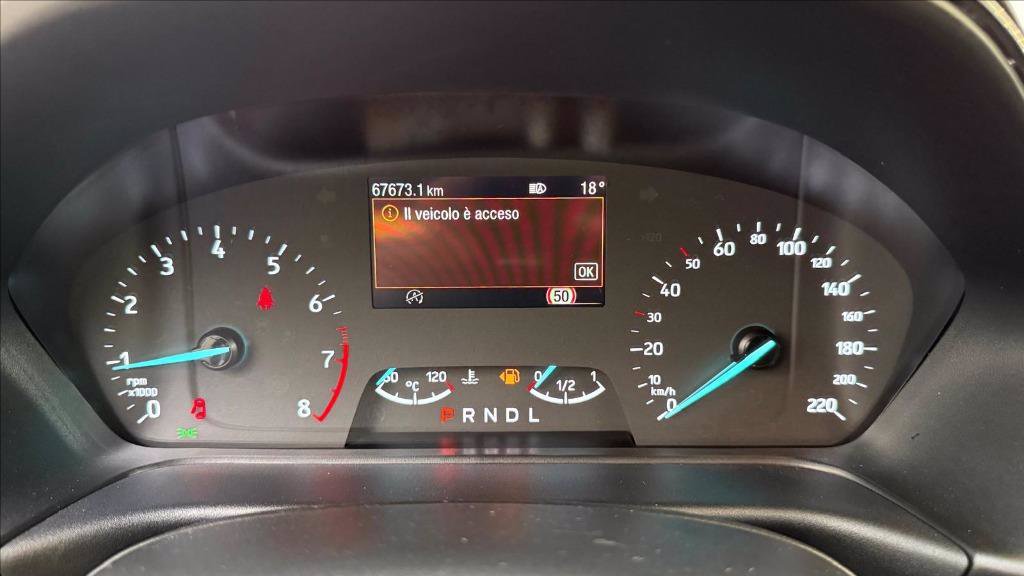 67673.1 km 18°
Il veicolo è acceso
OK
50
0 1 2 3 4 5 6 7 8
rpm
x1000
60 120
°C
0 1/2 1
P R N D L
0 10 20 30 40 50 60 80 100 120 140 160 180 200 220
km/h